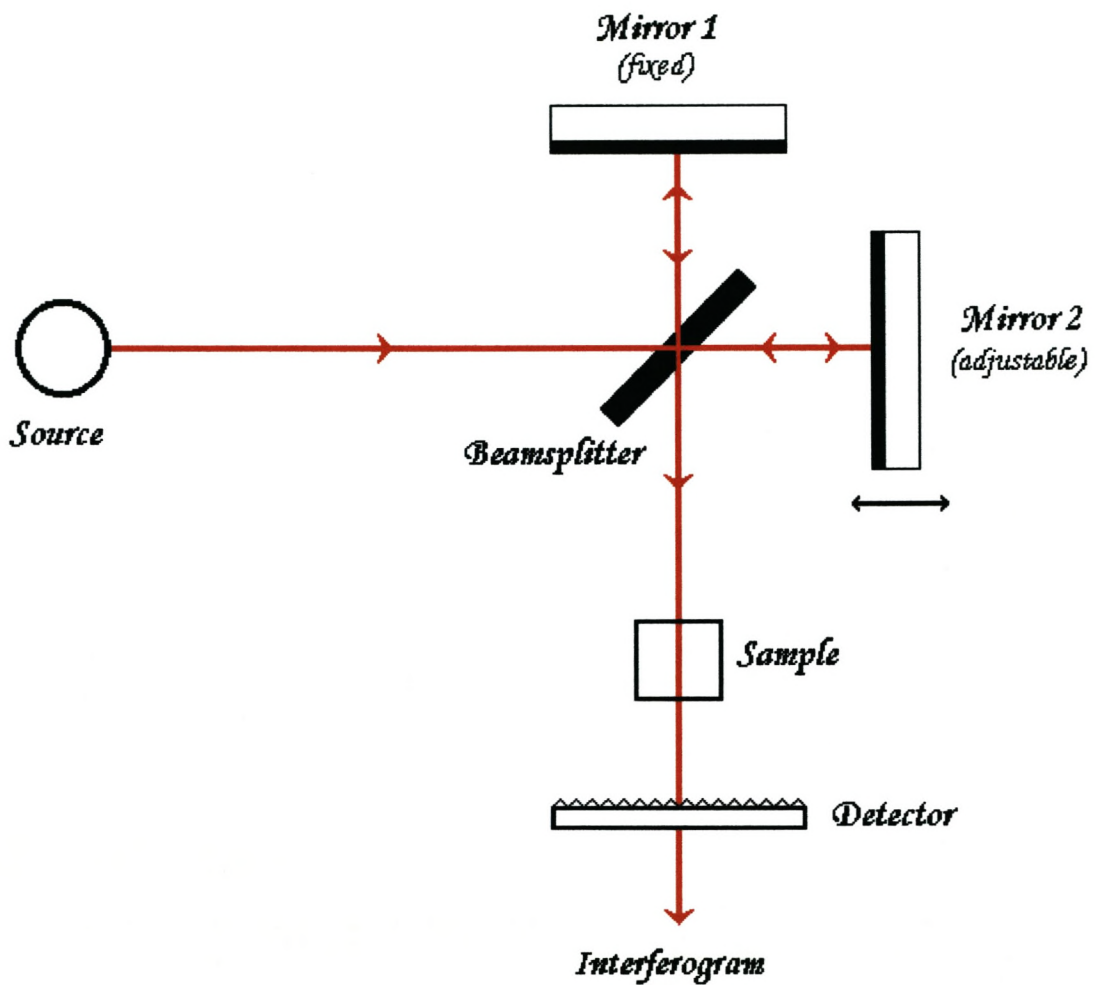 Mirror 1
(fixed)
Mirror 2
(adjustable)
Source
Beamsplitter
Sample
Detector
Interferogram